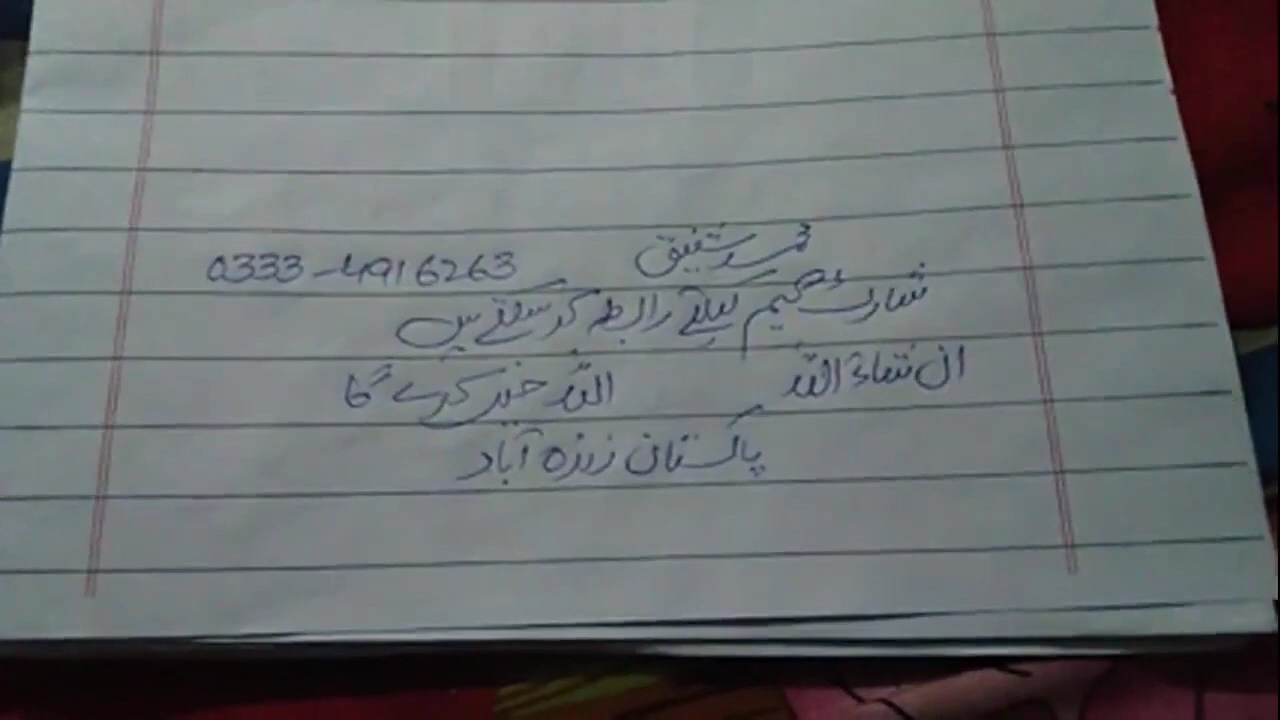 محمد شفیق 0333-4916263
شارٹ گیم کیلئے رابطہ کر سکتے ہیں
ان شاء اللہ اللہ خیر کرے گا
پاکستان زندہ آباد